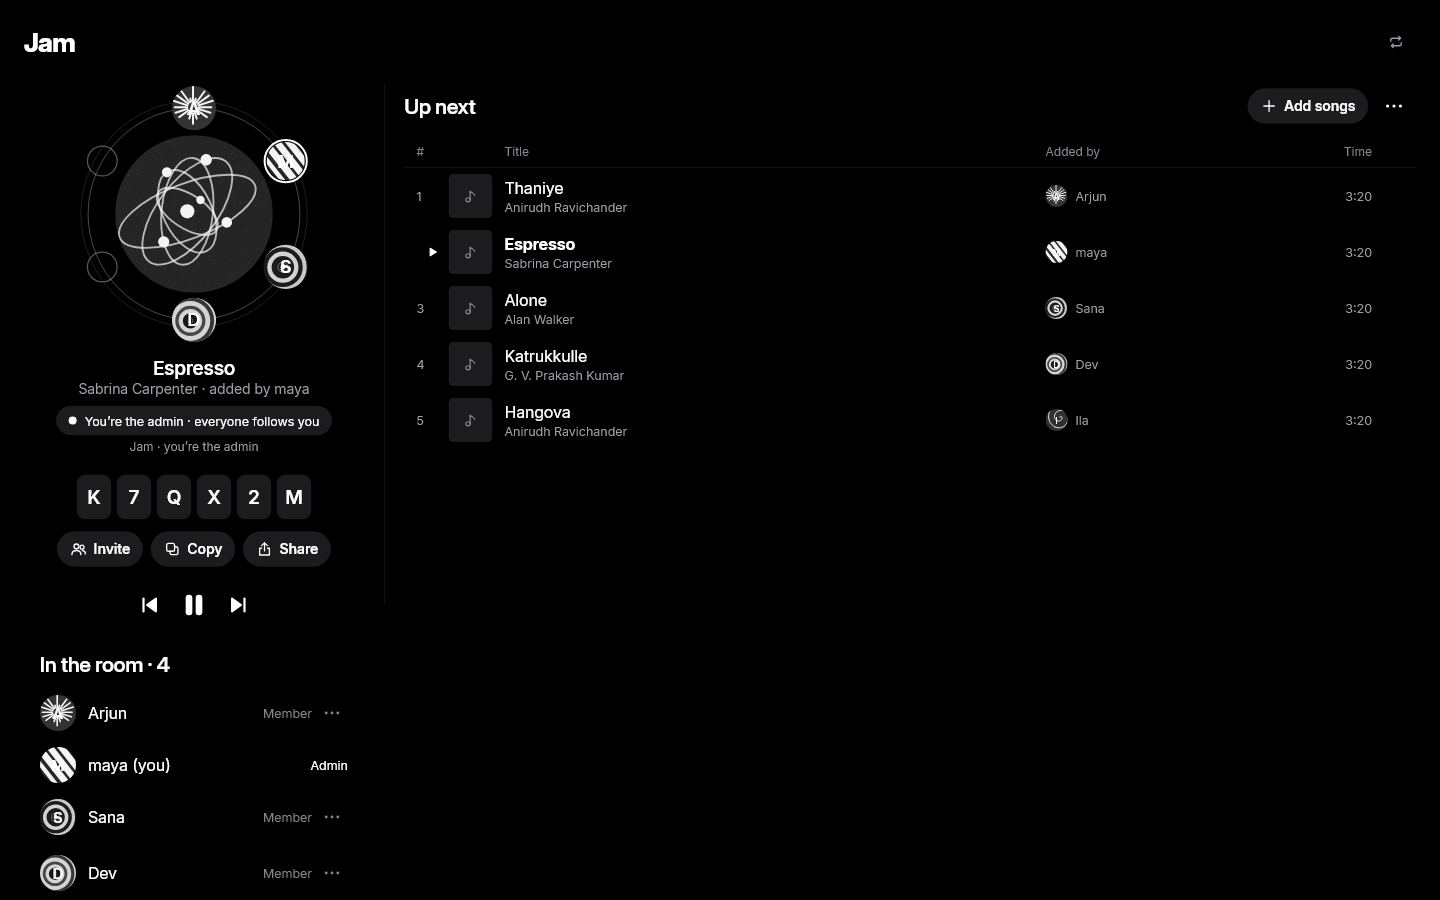 Jam
A
M
S
D
Espresso
Sabrina Carpenter · added by maya
You're the admin · everyone follows you
Jam · you're the admin
K 7 Q X 2 M
Invite Copy Share
In the room · 4
A Arjun Member
maya (you) Admin
S Sana Member
D Dev Member
Up next
Add songs
# Title Added by Time
1 Thaniye Arjun 3:20
Anirudh Ravichander
Espresso maya 3:20
Sabrina Carpenter
3 Alone S Sana 3:20
Alan Walker
4 Katrukkulle D Dev 3:20
G. V. Prakash Kumar
5 Hangova Ila 3:20
Anirudh Ravichander